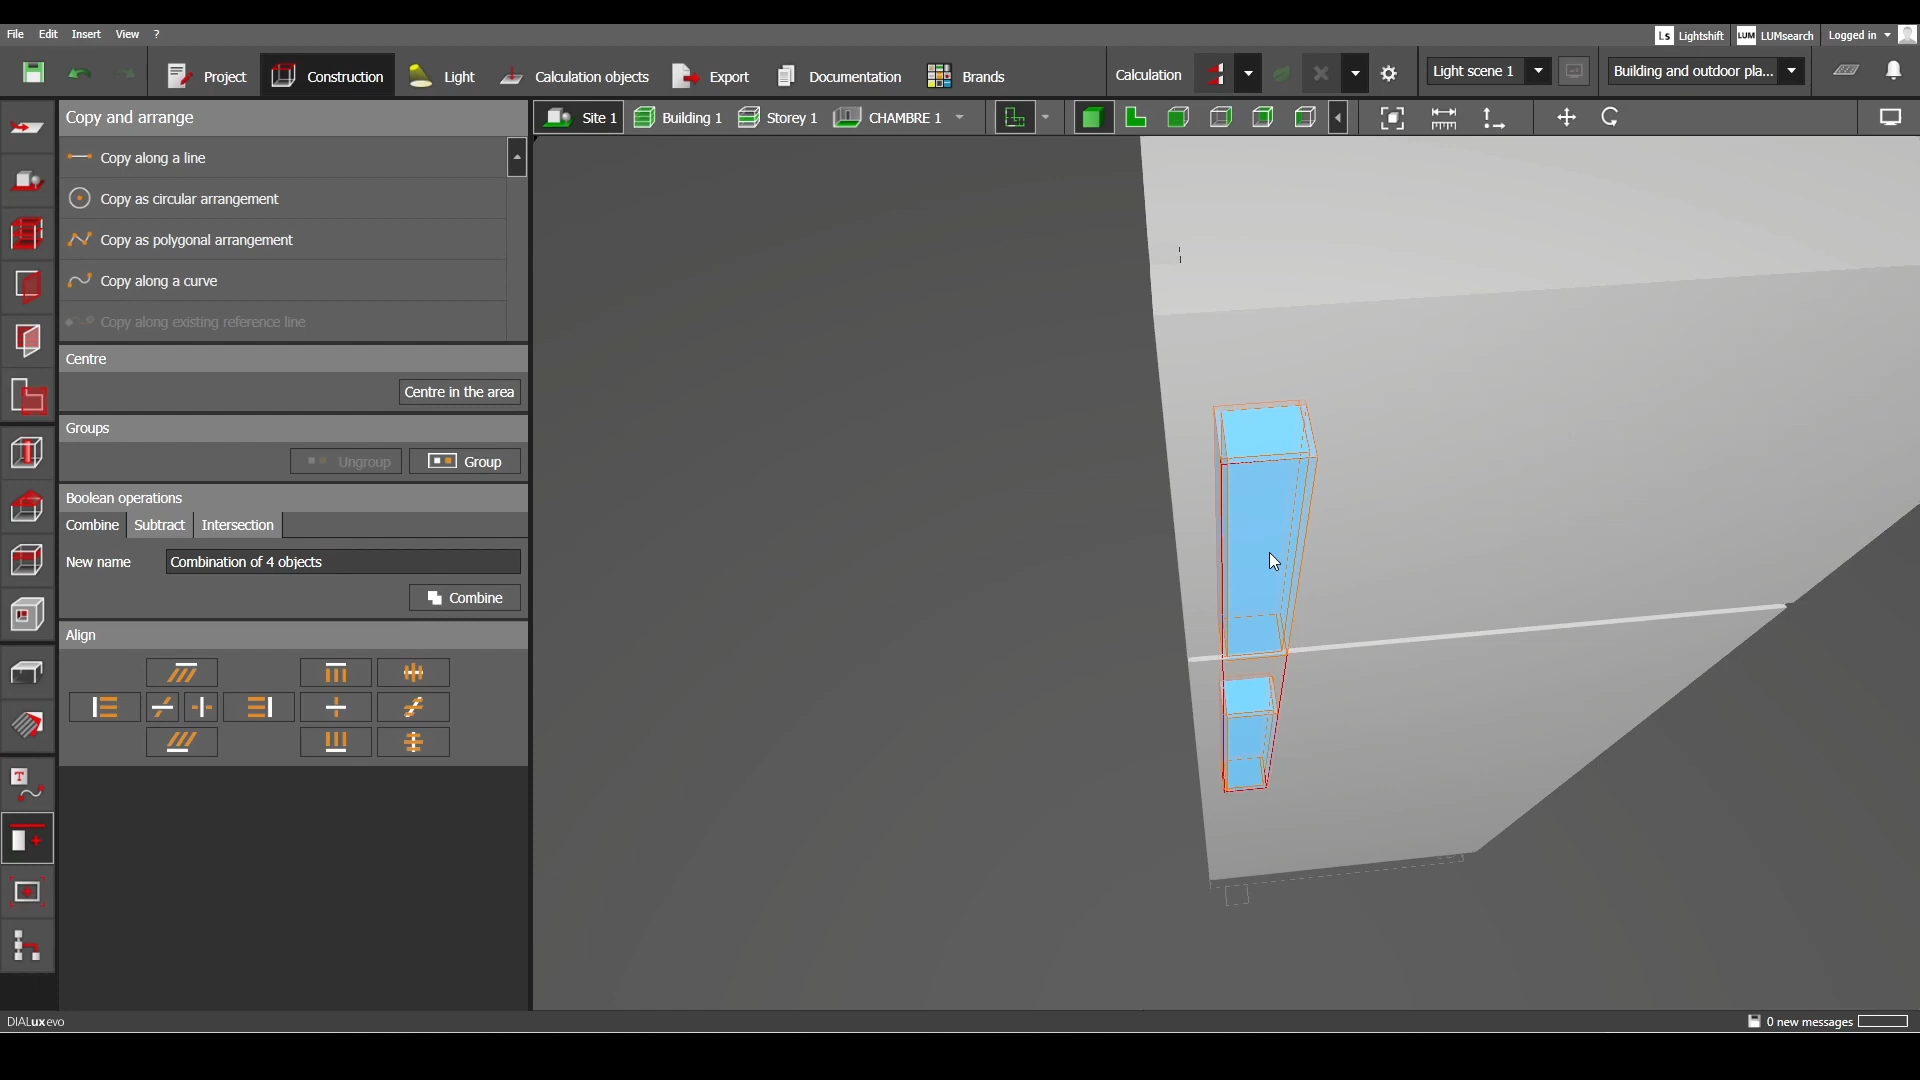 File Edit Insert View ?
Ls Lightshift LUM LUMsearch Logged in
Project Construction Light Calculation objects Export Documentation Brands Calculation Light scene 1 Building and outdoor pla...
Copy and arrange
Site 1 Building 1 Storey 1 CHAMBRE 1
Copy along a line
Copy as circular arrangement
Copy as polygonal arrangement
Copy along a curve
Copy along existing reference line
Centre
Centre in the area
Groups
Ungroup Group
Boolean operations
Combine Subtract Intersection
New name Combination of 4 objects
Combine
Align
T
DIALux evo
0 new messages